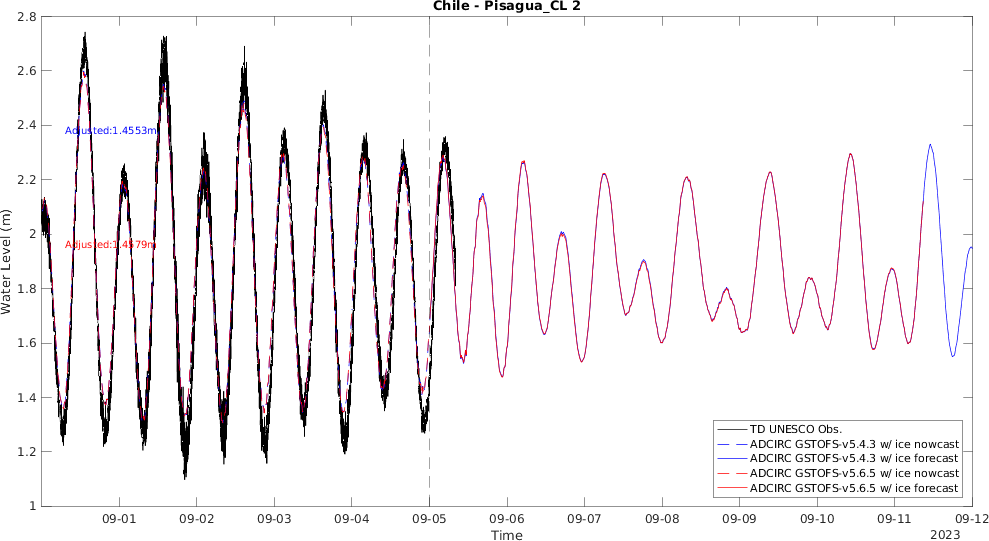 Chile - Pisagua_CL 2
2.8
2.6
2.4
2.2
2
1.8
1.6
1.4
1.2
1
Water Level (m)
Adjusted:1.4553m
Adjusted:1.4579m
TD UNESCO Obs.
ADCIRC GSTOFS-v5.4.3 w/ ice nowcast
ADCIRC GSTOFS-v5.4.3 w/ ice forecast
ADCIRC GSTOFS-v5.6.5 w/ ice nowcast
ADCIRC GSTOFS-v5.6.5 w/ ice forecast
09-01 09-02 09-03 09-04 09-05 09-06 09-07 09-08 09-09 09-10 09-11 09-12
Time
2023